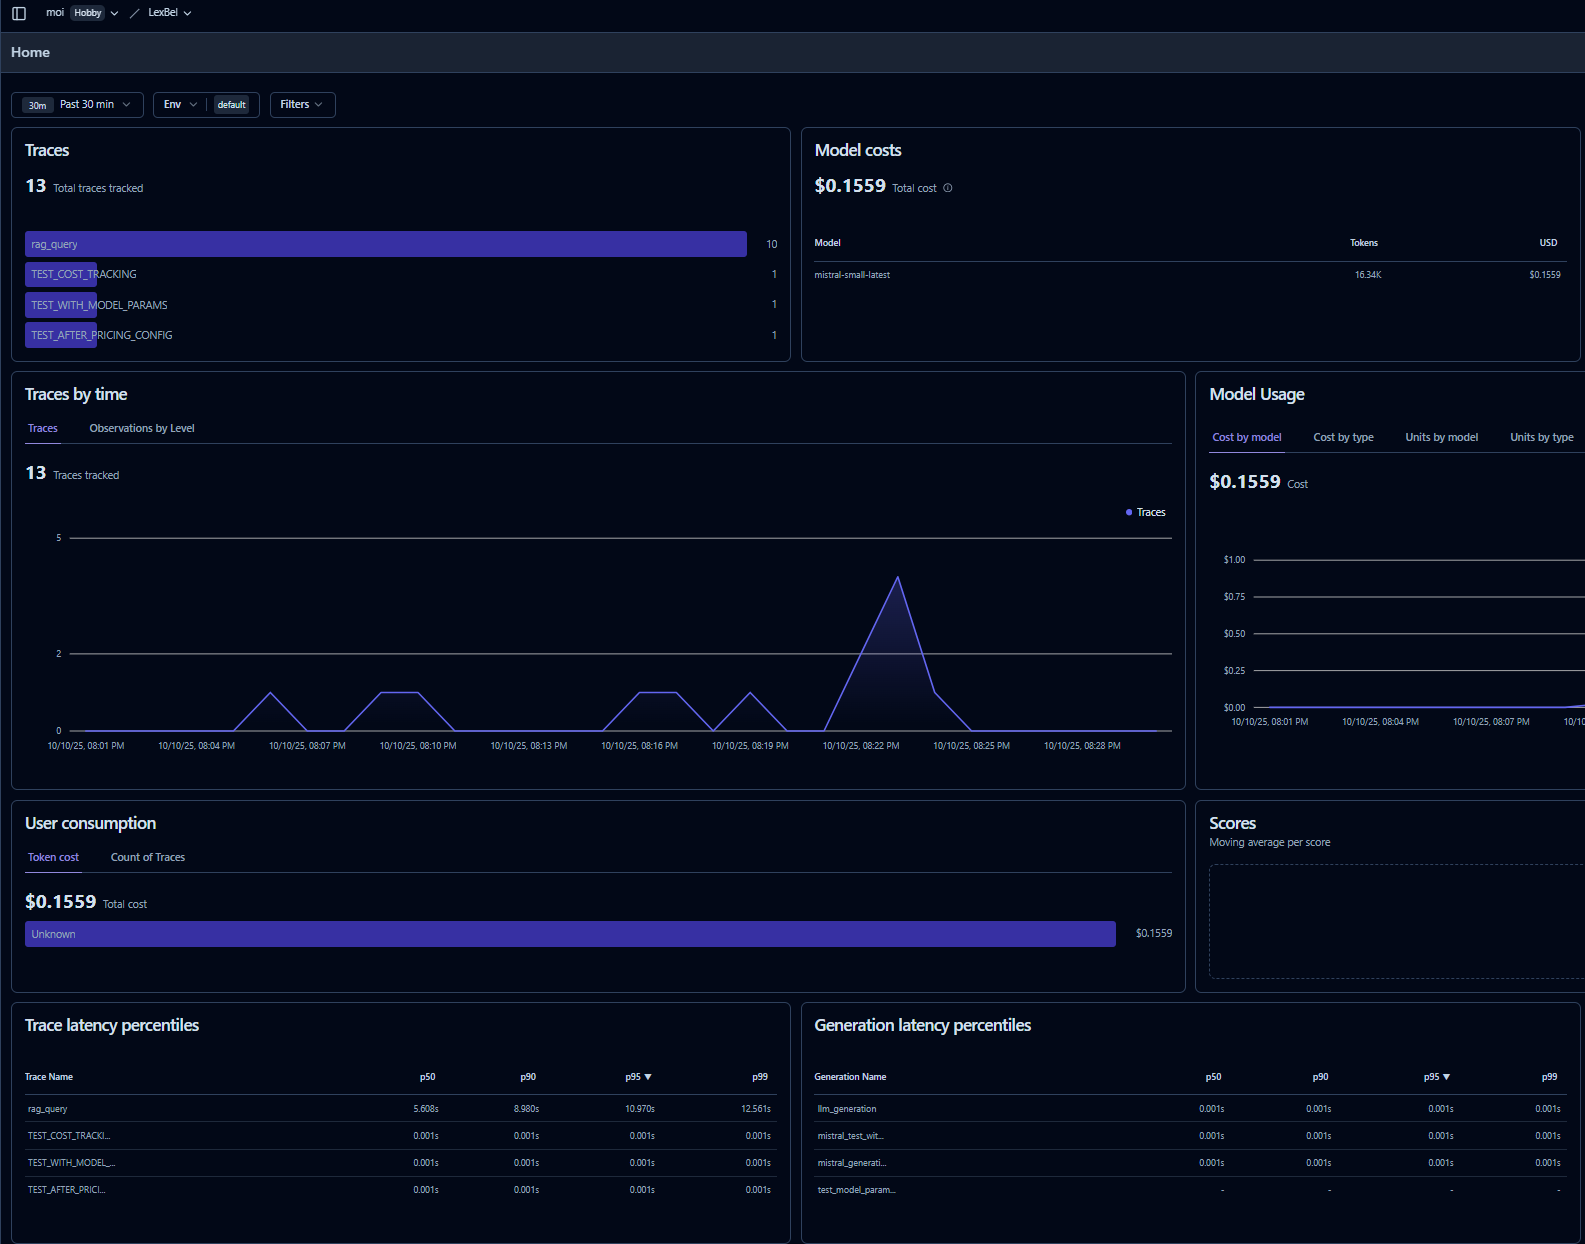 moi Hobby / LexBel
Home
30m Past 30 min Env default Filters
Traces
13 Total traces tracked
rag_query 10
TEST_COST_TRACKING 1
TEST_WITH_MODEL_PARAMS 1
TEST_AFTER_PRICING_CONFIG 1
Model costs
$0.1559 Total cost
Model Tokens USD
mistral-small-latest 16.34K $0.1559
Traces by time
Traces Observations by Level
13 Traces tracked
Traces
5
2
0
10/10/25, 08:01 PM 10/10/25, 08:04 PM 10/10/25, 08:07 PM 10/10/25, 08:10 PM 10/10/25, 08:13 PM 10/10/25, 08:16 PM 10/10/25, 08:19 PM 10/10/25, 08:22 PM 10/10/25, 08:25 PM 10/10/25, 08:28 PM
Model Usage
Cost by model Cost by type Units by model Units by type
$0.1559 Cost
$1.00
$0.75
$0.50
$0.25
$0.00
10/10/25, 08:01 PM 10/10/25, 08:04 PM 10/10/25, 08:07 PM 10/10
User consumption
Token cost Count of Traces
$0.1559 Total cost
Unknown $0.1559
Scores
Moving average per score
Trace latency percentiles
Trace Name p50 p90 p95 ▼ p99
rag_query 5.608s 8.980s 10.970s 12.561s
TEST_COST_TRACKI... 0.001s 0.001s 0.001s 0.001s
TEST_WITH_MODEL_... 0.001s 0.001s 0.001s 0.001s
TEST_AFTER_PRICI... 0.001s 0.001s 0.001s 0.001s
Generation latency percentiles
Generation Name p50 p90 p95 ▼ p99
llm_generation 0.001s 0.001s 0.001s 0.001s
mistral_test_wit... 0.001s 0.001s 0.001s 0.001s
mistral_generati... 0.001s 0.001s 0.001s 0.001s
test_model_param... - - - -